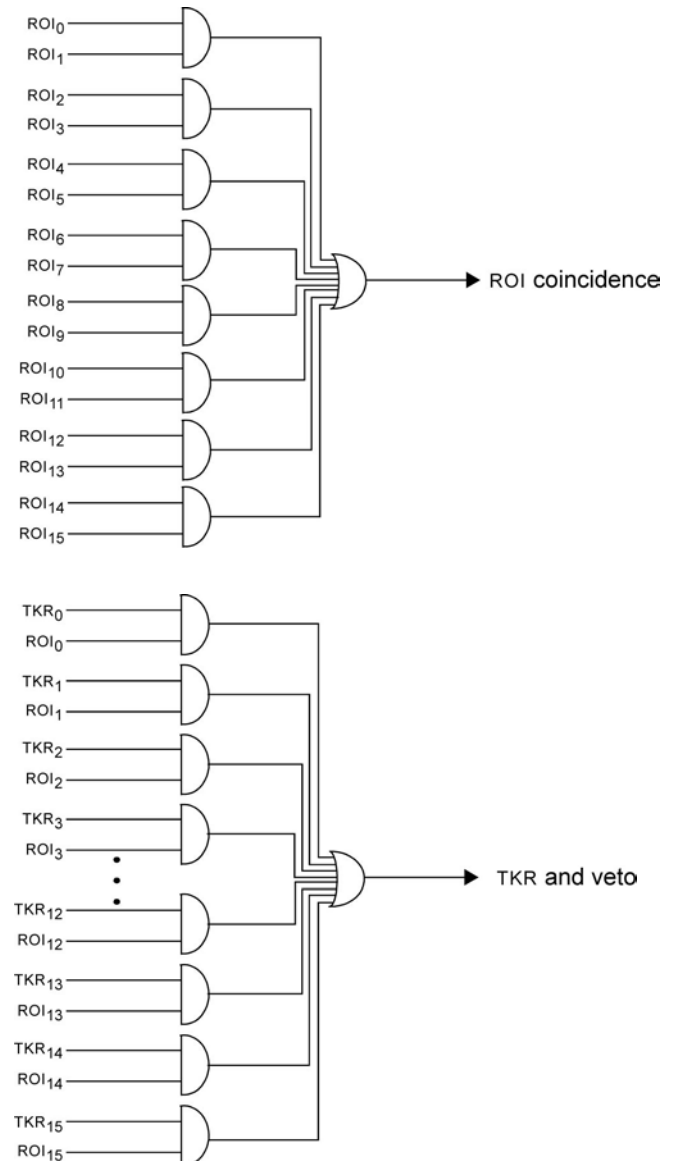 ROI0
ROI1
ROI2
ROI3
ROI4
ROI5
ROI6
ROI7
ROI8
ROI9
ROI10
ROI11
ROI12
ROI13
ROI14
ROI15
ROI coincidence
TKR0
ROI0
TKR1
ROI1
TKR2
ROI2
TKR3
ROI3
TKR12
ROI12
TKR13
ROI13
TKR14
ROI14
TKR15
ROI15
TKR and veto